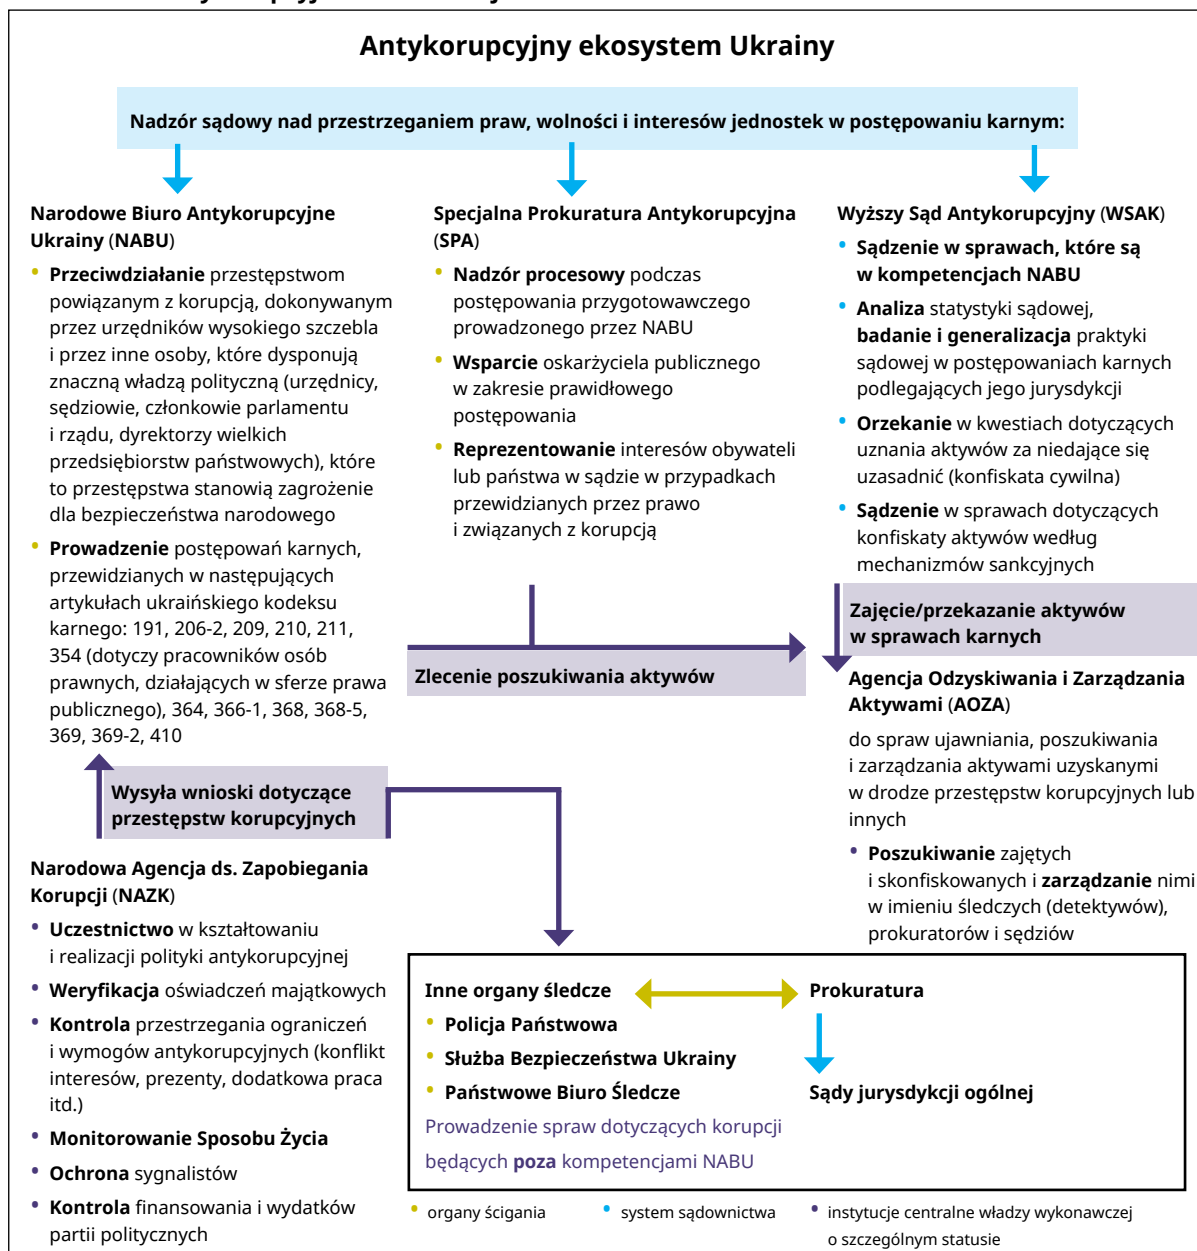 Antykorupcyjny ekosystem Ukrainy
Nadzór sądowy nad przestrzeganiem praw, wolności i interesów jednostek w postępowaniu karnym:
Narodowe Biuro Antykorupcyjne
Ukrainy (NABU)
• Przeciwdziałanie przestępstwom
powiązanym z korupcją, dokonywanym
przez urzędników wysokiego szczebla
i przez inne osoby, które dysponują
znaczną władzą polityczną (urzędnicy,
sędziowie, członkowie parlamentu
i rządu, dyrektorzy wielkich
przedsiębiorstw państwowych), które
to przestępstwa stanowią zagrożenie
dla bezpieczeństwa narodowego
• Prowadzenie postępowań karnych,
przewidzianych w następujących
artykułach ukraińskiego kodeksu
karnego: 191, 206-2, 209, 210, 211,
354 (dotyczy pracowników osób
prawnych, działających w sferze prawa
publicznego), 364, 366-1, 368, 368-5,
369, 369-2, 410
Specjalna Prokuratura Antykorupcyjna
(SPA)
• Nadzór procesowy podczas
postępowania przygotowawczego
prowadzonego przez NABU
• Wsparcie oskarżyciela publicznego
w zakresie prawidłowego
postępowania
• Reprezentowanie interesów obywateli
lub państwa w sądzie w przypadkach
przewidzianych przez prawo
i związanych z korupcją
Wyższy Sąd Antykorupcyjny (WSAK)
• Sądzenie w sprawach, które są
w kompetencjach NABU
• Analiza statystyki sądowej,
badanie i generalizacja praktyki
sądowej w postępowaniach karnych
podlegających jego jurysdykcji
• Orzekanie w kwestiach dotyczących
uznania aktywów za niedające się
uzasadnić (konfiskata cywilna)
• Sądzenie w sprawach dotyczących
konfiskaty aktywów według
mechanizmów sankcyjnych
Zlecenie poszukiwania aktywów
Zajęcie/przekazanie aktywów
w sprawach karnych
Agencja Odzyskiwania i Zarządzania
Aktywami (AOZA)
do spraw ujawniania, poszukiwania
i zarządzania aktywami uzyskanymi
w drodze przestępstw korupcyjnych lub
innych
• Poszukiwanie zajętych
i skonfiskowanych i zarządzanie nimi
w imieniu śledczych (detektywów),
prokuratorów i sędziów
Wysyła wnioski dotyczące
przestępstw korupcyjnych
Narodowa Agencja ds. Zapobiegania
Korupcji (NAZK)
• Uczestnictwo w kształtowaniu
i realizacji polityki antykorupcyjnej
• Weryfikacja oświadczeń majątkowych
• Kontrola przestrzegania ograniczeń
i wymogów antykorupcyjnych (konflikt
interesów, prezenty, dodatkowa praca
itd.)
• Monitorowanie Sposobu Życia
• Ochrona sygnalistów
• Kontrola finansowania i wydatków
partii politycznych
Inne organy śledcze
• Policja Państwowa
• Służba Bezpieczeństwa Ukrainy
• Państwowe Biuro Śledcze
Prowadzenie spraw dotyczących korupcji
będących poza kompetencjami NABU
Prokuratura
Sądy jurysdykcji ogólnej
• organy ścigania
• system sądownictwa
• instytucje centralne władzy wykonawczej
o szczególnym statusie